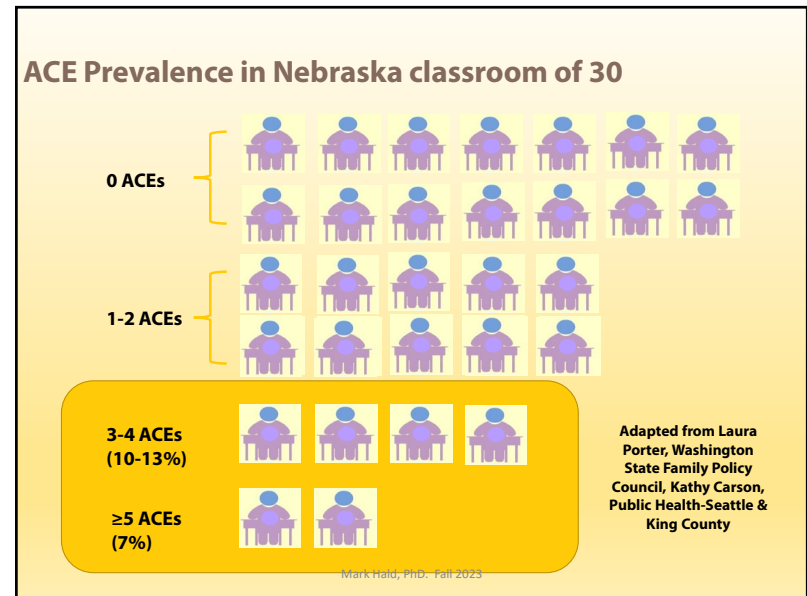 ACE Prevalence in Nebraska classroom of 30
0 ACEs
1-2 ACEs
3-4 ACEs
(10-13%)
≥5 ACEs
(7%)
Adapted from Laura
Porter, Washington
State Family Policy
Council, Kathy Carson,
Public Health-Seattle &
King County
Mark Hald, PhD.  Fall 2023